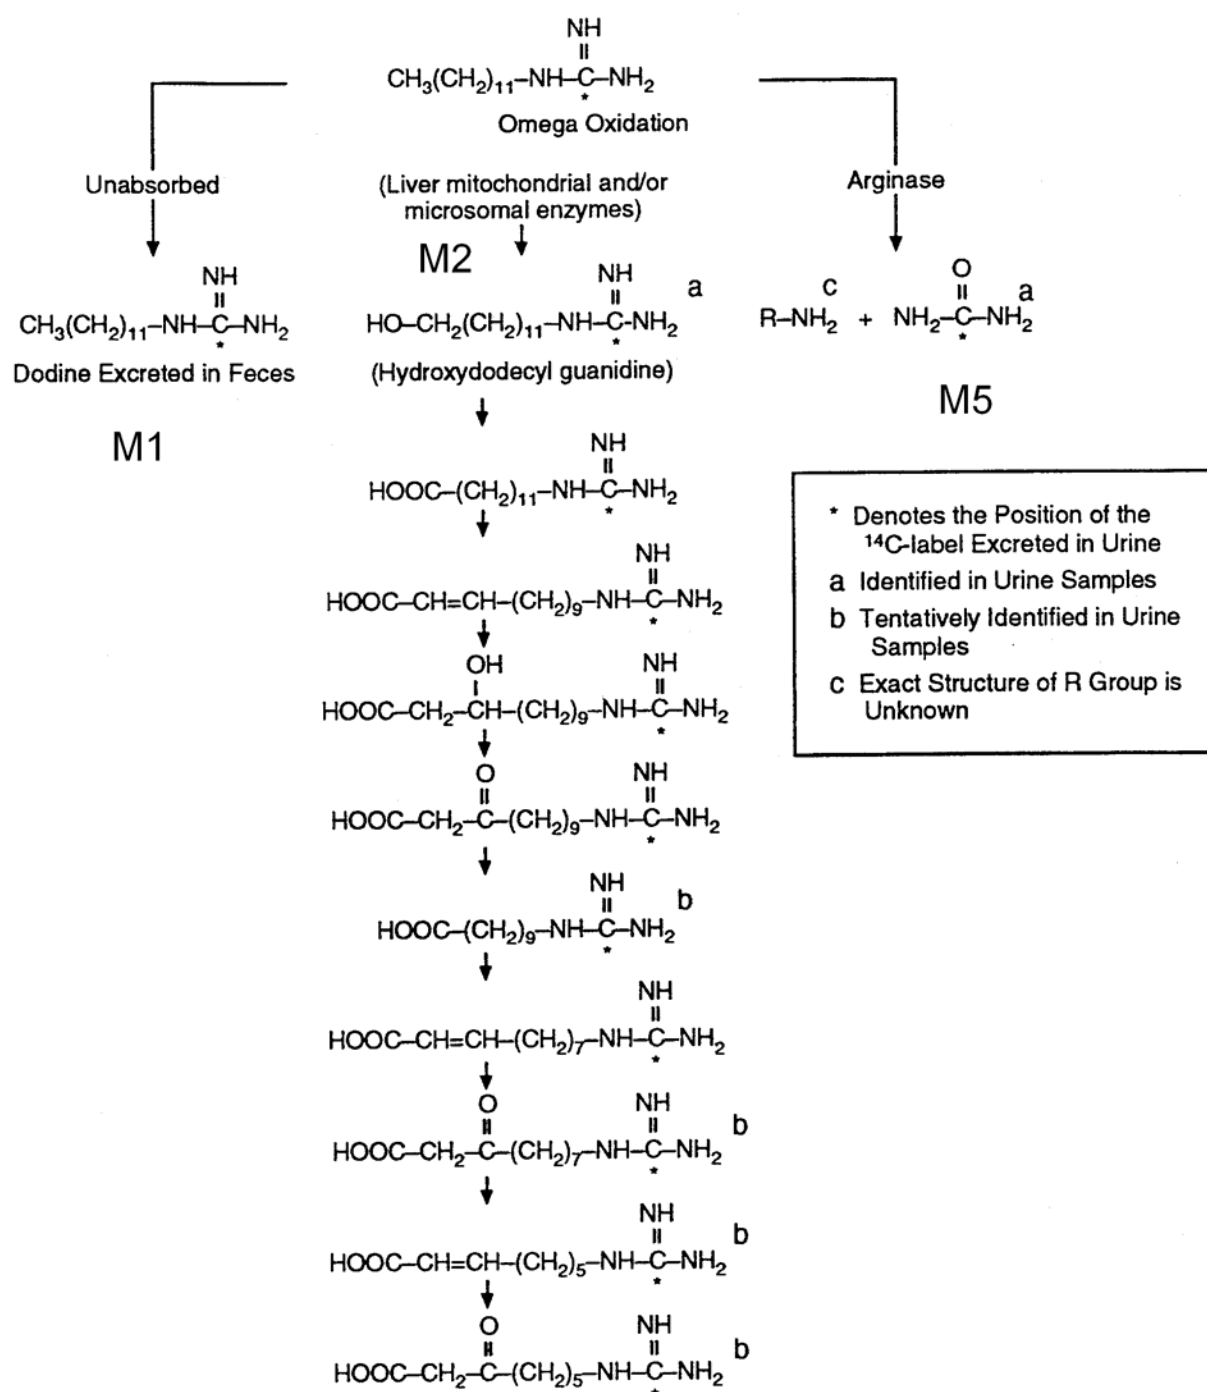 NH
CH₃(CH₂)₁₁–NH–C–NH₂
*
Omega Oxidation
Unabsorbed
(Liver mitochondrial and/or
microsomal enzymes)
Arginase
M2
NH
CH₃(CH₂)₁₁–NH–C–NH₂
*
Dodine Excreted in Feces
M1
NH
a
HO–CH₂(CH₂)₁₁–NH–C–NH₂
*
(Hydroxydodecyl guanidine)
c
O
a
R–NH₂ + NH₂–C–NH₂
*
M5
NH
HOOC–(CH₂)₁₁–NH–C–NH₂
*
NH
HOOC–CH=CH–(CH₂)₉–NH–C–NH₂
*
OH NH
HOOC–CH₂–CH–(CH₂)₉–NH–C–NH₂
*
O NH
HOOC–CH₂–C–(CH₂)₉–NH–C–NH₂
*
NH
b
HOOC–(CH₂)₉–NH–C–NH₂
*
NH
HOOC–CH=CH–(CH₂)₇–NH–C–NH₂
*
O NH
b
HOOC–CH₂–C–(CH₂)₇–NH–C–NH₂
*
NH
b
HOOC–CH=CH–(CH₂)₅–NH–C–NH₂
*
O NH
b
HOOC–CH₂–C–(CH₂)₅–NH–C–NH₂
*
* Denotes the Position of the
¹⁴C-label Excreted in Urine
a Identified in Urine Samples
b Tentatively Identified in Urine
Samples
c Exact Structure of R Group is
Unknown